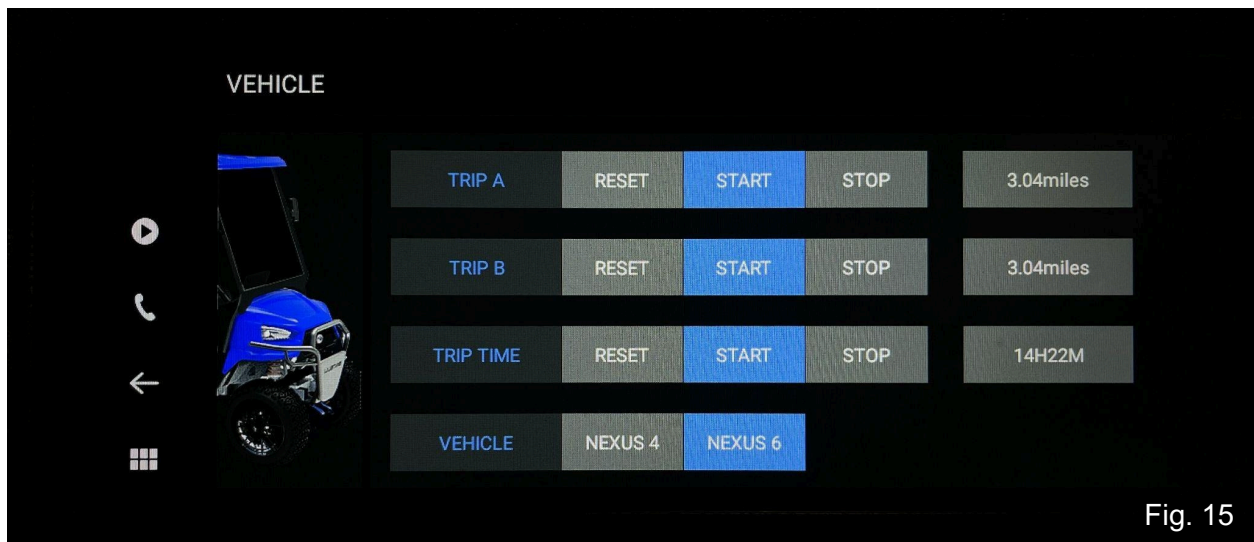 VEHICLE
TRIP A RESET START STOP 3.04miles
TRIP B RESET START STOP 3.04miles
TRIP TIME RESET START STOP 14H22M
VEHICLE NEXUS 4 NEXUS 6
Fig. 15